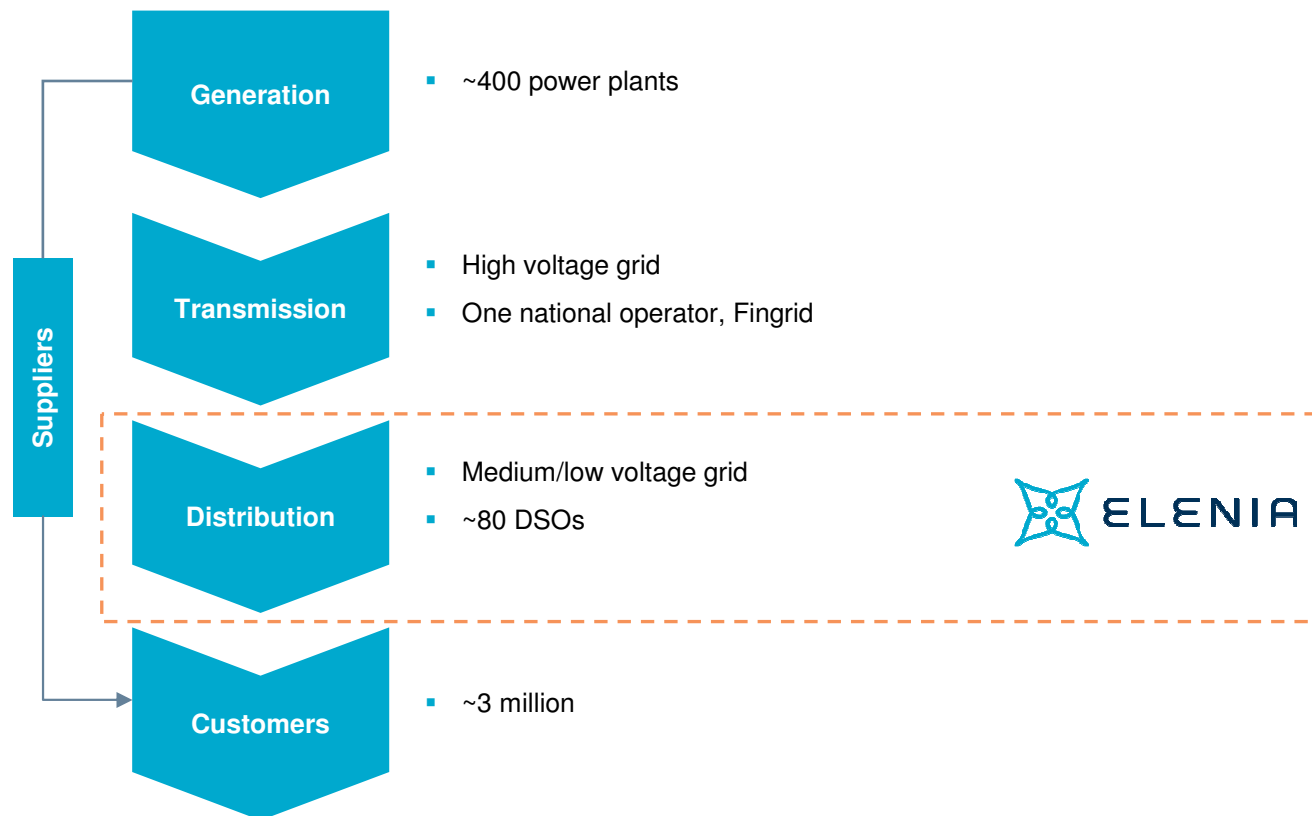 Generation
▪ ~400 power plants
Transmission
▪ High voltage grid
▪ One national operator, Fingrid
Suppliers
Distribution
▪ Medium/low voltage grid
▪ ~80 DSOs
ELENIA
Customers
▪ ~3 million